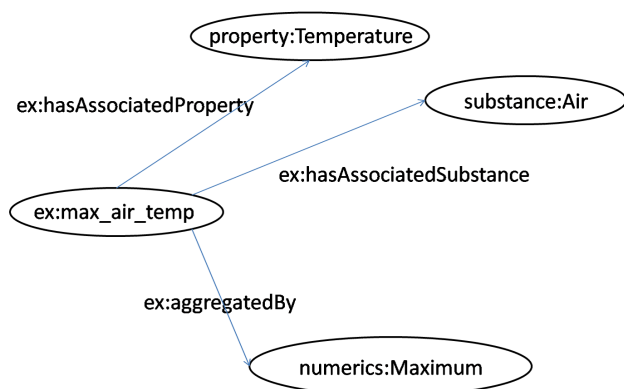 property:Temperature
ex:hasAssociatedProperty
substance:Air
ex:hasAssociatedSubstance
ex:max_air_temp
ex:aggregatedBy
numerics:Maximum